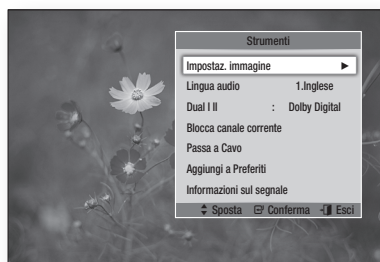 Strumenti
Impostaz. immagine ►
Lingua audio 1.Inglese
Dual I II : Dolby Digital
Blocca canale corrente
Passa a Cavo
Aggiungi a Preferiti
Informazioni sul segnale
Sposta Conferma Esci